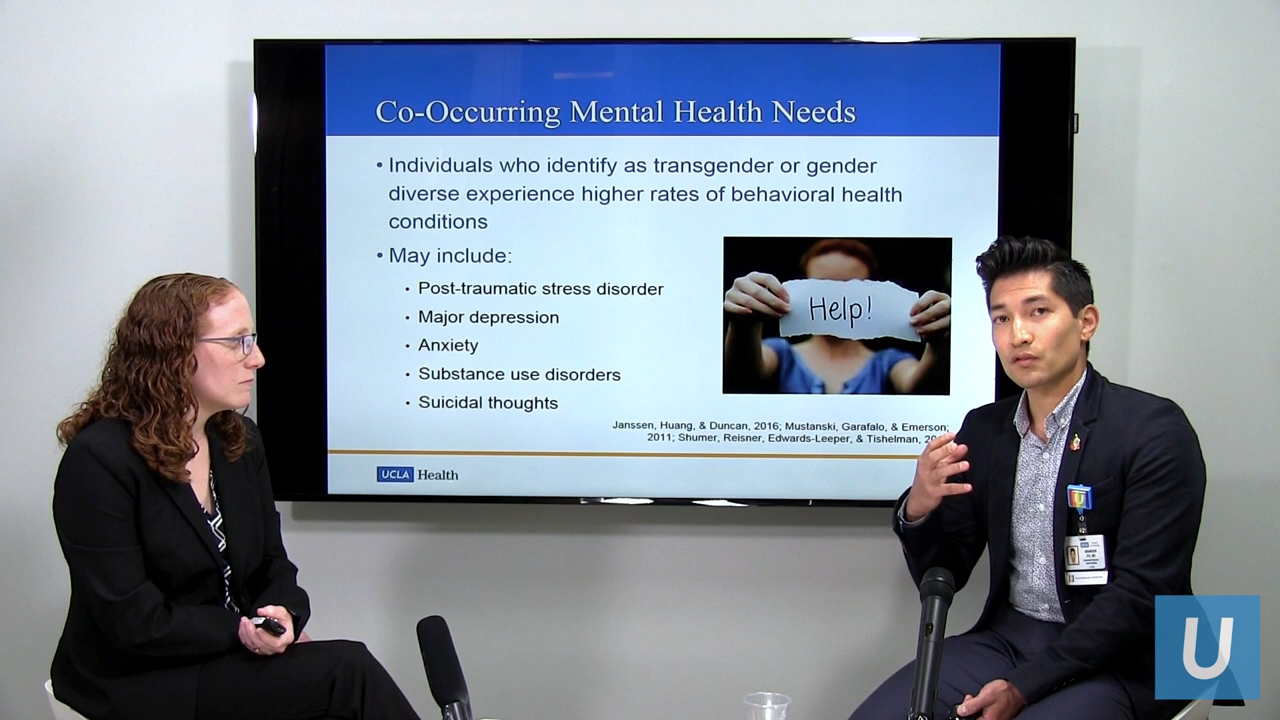 Co-Occurring Mental Health Needs
• Individuals who identify as transgender or gender
diverse experience higher rates of behavioral health
conditions
• May include:
• Post-traumatic stress disorder
• Major depression
• Anxiety
• Substance use disorders
• Suicidal thoughts
Help!
Janssen, Huang, & Duncan, 2016; Mustanski, Garafalo, & Emerson;
2011; Shumer, Reisner, Edwards-Leeper, & Tishelman,
UCLA Health
U